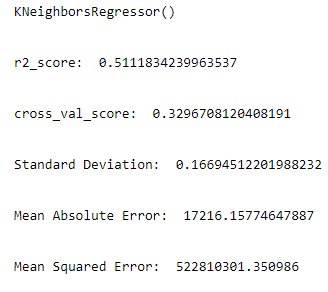 KNeighborsRegressor()
r2_score:  0.5111834239963537
cross_val_score:  0.3296708120408191
Standard Deviation:  0.16694512201988232
Mean Absolute Error:  17216.15774647887
Mean Squared Error:  522810301.350986